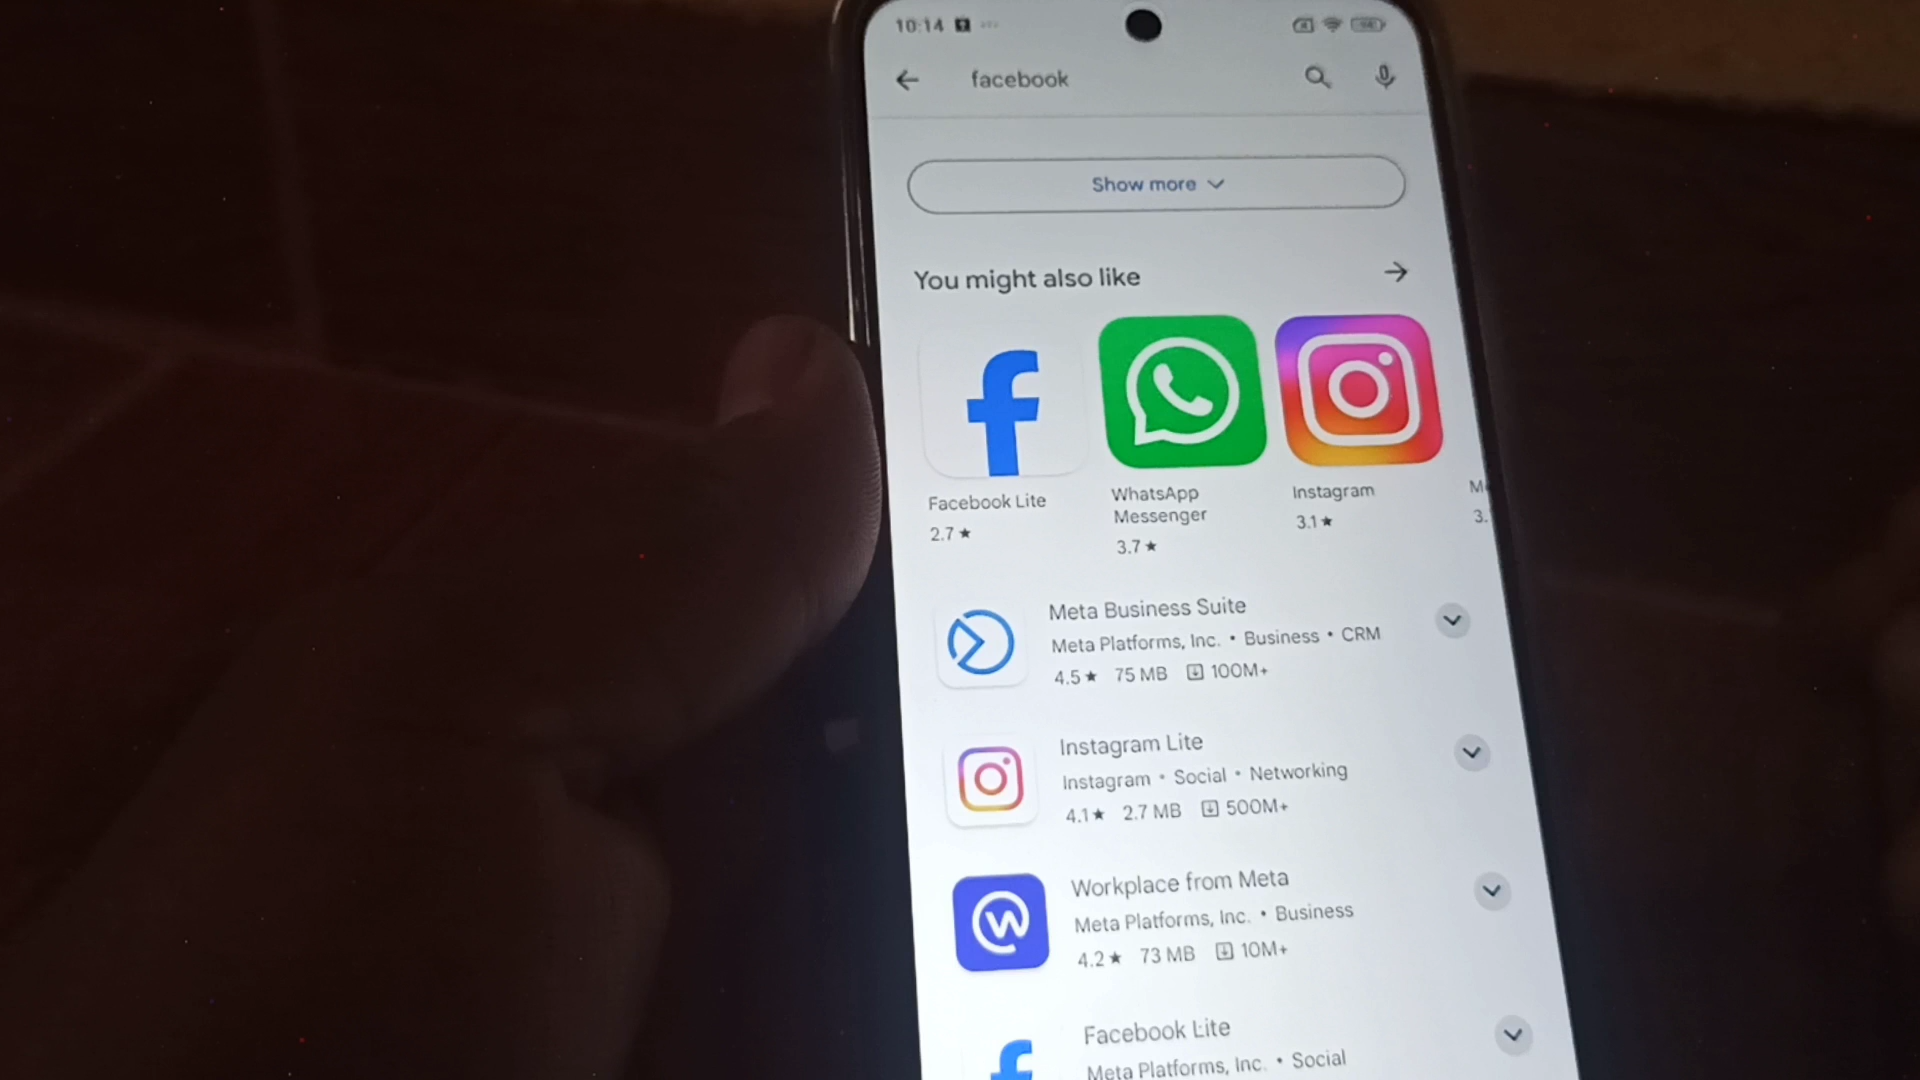 10:14
facebook
Show more
You might also like
Facebook Lite
2.7 ★
WhatsApp
Messenger
3.7 ★
Instagram
3.1 ★
M
3.
Meta Business Suite
Meta Platforms, Inc. • Business • CRM
4.5 ★ 75 MB 100M+
Instagram Lite
Instagram • Social • Networking
4.1 ★ 2.7 MB 500M+
Workplace from Meta
Meta Platforms, Inc. • Business
4.2 ★ 73 MB 10M+
Facebook Lite
Meta Platforms, Inc. • Social